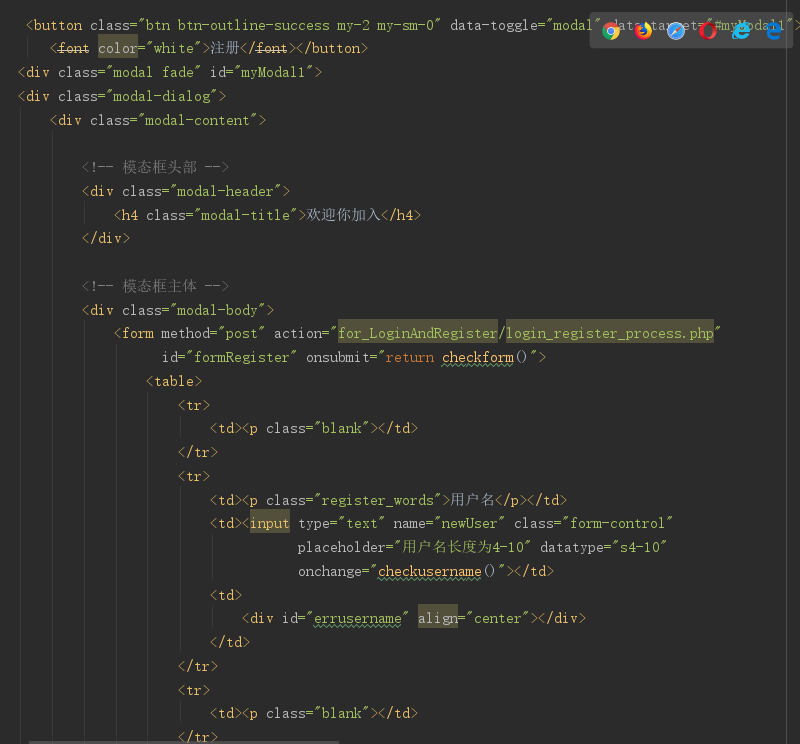 <button class="btn btn-outline-success my-2 my-sm-0" data-toggle="modal" data-target="#myModal1">
<font color="white">注册</font></button>
<div class="modal fade" id="myModal1">
<div class="modal-dialog">
<div class="modal-content">
<!-- 模态框头部 -->
<div class="modal-header">
<h4 class="modal-title">欢迎你加入</h4>
</div>
<!-- 模态框主体 -->
<div class="modal-body">
<form method="post" action="for_LoginAndRegister/login_register_process.php"
id="formRegister" onsubmit="return checkform()">
<table>
<tr>
<td><p class="blank"></td>
</tr>
<tr>
<td><p class="register_words">用户名</p></td>
<td><input type="text" name="newUser" class="form-control"
placeholder="用户名长度为4-10" datatype="s4-10"
onchange="checkusername()"></td>
<td>
<div id="errusername" align="center"></div>
</td>
</tr>
<tr>
<td><p class="blank"></td>
</tr>